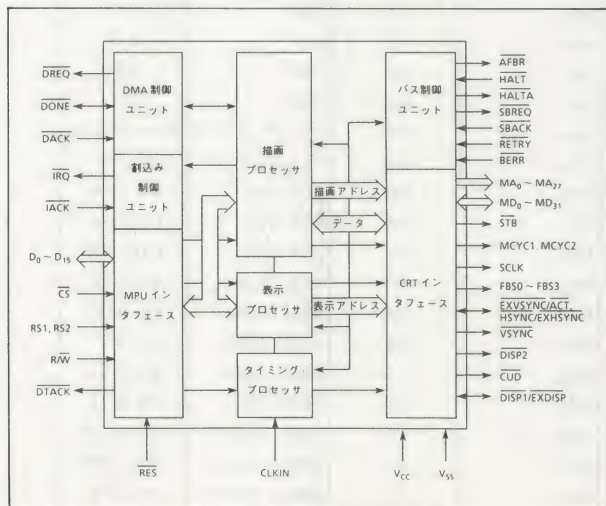 DREQ
DONE
DACK
IRQ
IACK
D₀ ~ D₁₅
CS
RS1, RS2
R/W
DTACK
DMA 制御
ユニット
割込み
制御
ユニット
MPU イン
タフェース
描画
プロセッサ
表示
プロセッサ
タイミング・
プロセッサ
描画アドレス
データ
表示アドレス
バス制御
ユニット
CRT イン
タフェース
AFBR
HALT
HALTA
SBREQ
SBACK
RETRY
BERR
MA₀ ~ MA₂₇
MD₀ ~ MD₃₁
STB
MCYC1, MCYC2
SCLK
FBS0 ~ FBS3
EXVSYNC/ACT,
HSYNC/EXHSYNC
VSYNC
DISP2
CUD
DISP1/EXDISP
RES
CLKIN
V_CC
V_SS